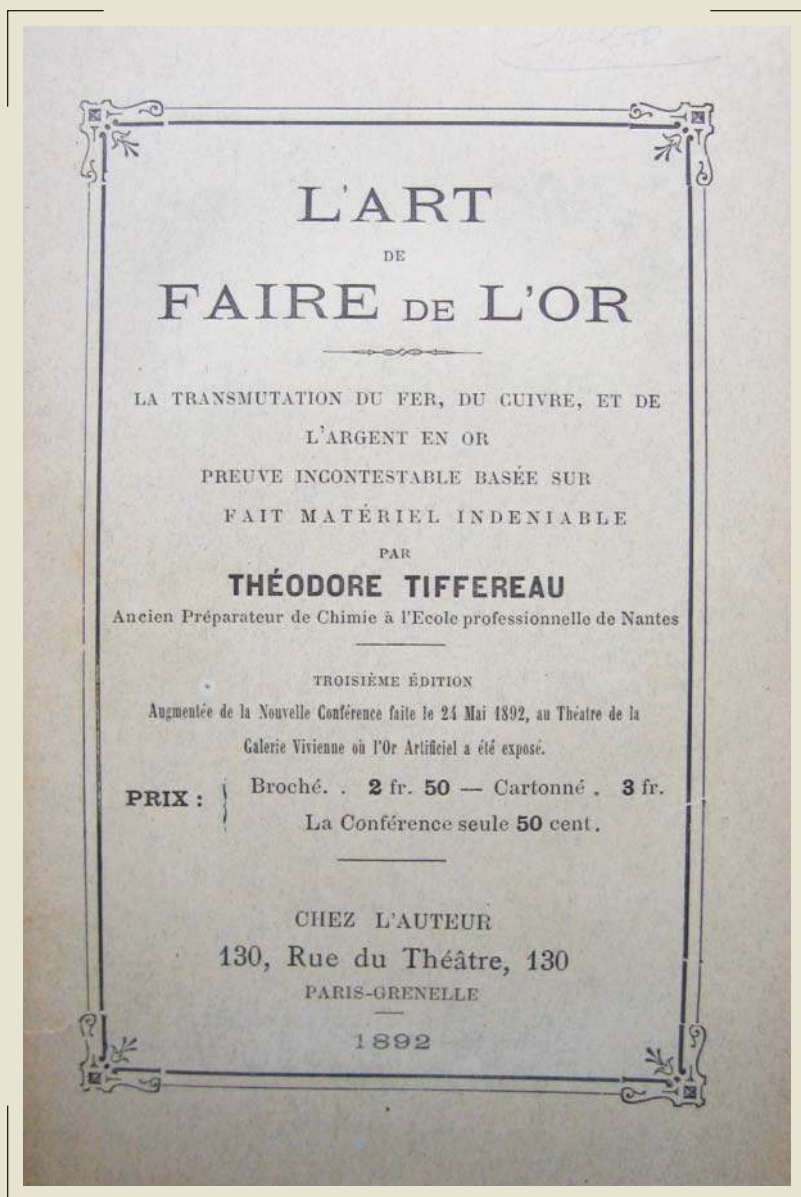 L'ART
DE
FAIRE DE L'OR
LA TRANSMUTATION DU FER, DU CUIVRE, ET DE
L'ARGENT EN OR
PREUVE INCONTESTABLE BASÉE SUR
FAIT MATÉRIEL INDENIABLE
PAR
THÉODORE TIFFEREAU
Ancien Préparateur de Chimie à l'Ecole professionnelle de Nantes
TROISIÈME ÉDITION
Augmentée de la Nouvelle Conférence faite le 24 Mai 1892, au Théatre de la
Galerie Vivienne où l'Or Artificiel a été exposé.
PRIX : Broché. . 2 fr. 50 — Cartonné . 3 fr.
La Conférence seule 50 cent.
CHEZ L'AUTEUR
130, Rue du Théâtre, 130
PARIS-GRENELLE
1892